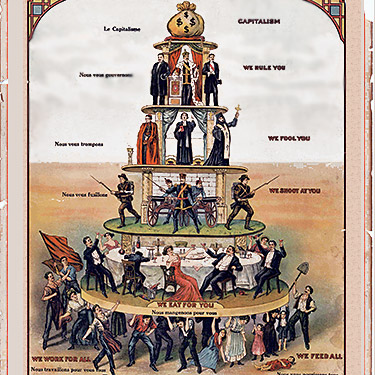 Le Capitalisme
CAPITALISM
Nous vous gouvernons
WE RULE YOU
Nous vous trompons
WE FOOL YOU
Nous vous fusillons
WE SHOOT AT YOU
WE EAT FOR YOU
Nous mangeons pour vous
WE WORK FOR ALL
WE FEED ALL
Nous travaillons pour vous